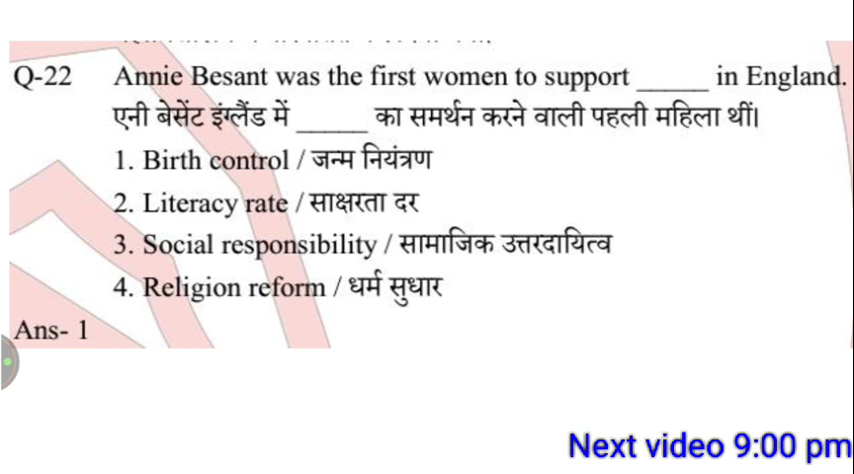 Q-22 Annie Besant was the first women to support _____ in England.
एनी बेसेंट इंग्लैंड में _____ का समर्थन करने वाली पहली महिला थीं।
1. Birth control / जन्म नियंत्रण
2. Literacy rate / साक्षरता दर
3. Social responsibility / सामाजिक उत्तरदायित्व
4. Religion reform / धर्म सुधार
Ans- 1
Next video 9:00 pm